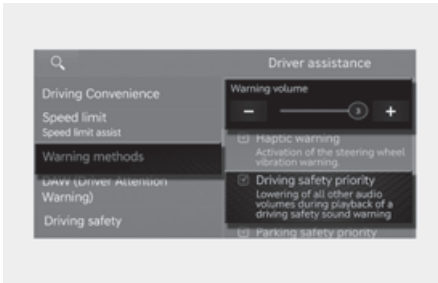 Driver assistance
Driving Convenience
Speed limit
Speed limit assist
Warning methods
DAW (Driver Attention
Warning)
Driving safety
Warning volume
3
Haptic warning
Activation of the steering wheel
vibration warning.
Driving safety priority
Lowering of all other audio
volumes during playback of a
driving safety sound warning
Parking safety priority